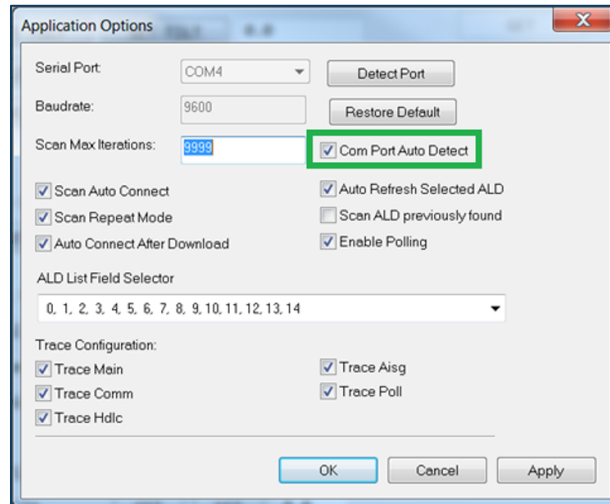 Application Options
Serial Port:
COM4
Detect Port
Baudrate:
9600
Restore Default
Scan Max Iterations:
9999
Com Port Auto Detect
Scan Auto Connect
Auto Refresh Selected ALD
Scan Repeat Mode
Scan ALD previously found
Auto Connect After Download
Enable Polling
ALD List Field Selector
0, 1, 2, 3, 4, 5, 6, 7, 8, 9, 10, 11, 12, 13, 14
Trace Configuration:
Trace Main
Trace Aisg
Trace Comm
Trace Poll
Trace Hdlc
OK
Cancel
Apply